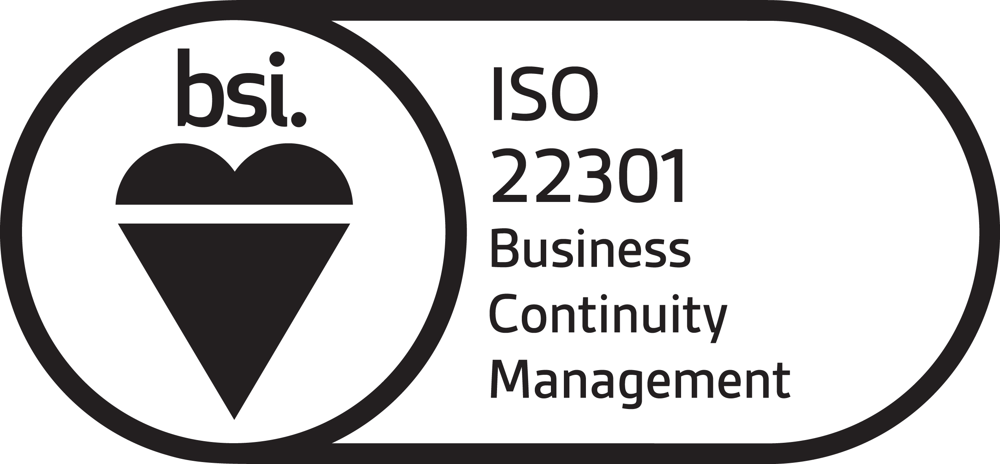 bsi.
ISO
22301
Business
Continuity
Management